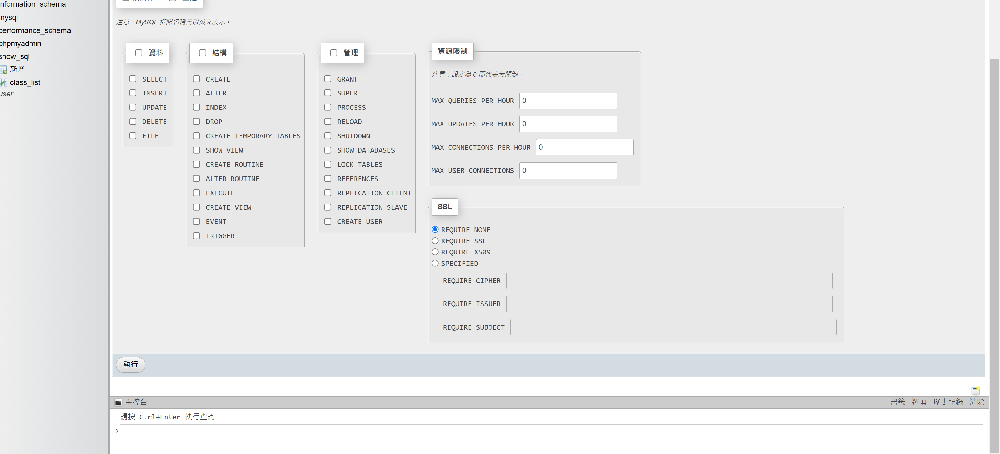 information_schema
mysql
performance_schema
phpmyadmin
show_sql
新增
class_list
user
注意：MySQL 權限名稱會以英文表示。
資料
SELECT
INSERT
UPDATE
DELETE
FILE
結構
CREATE
ALTER
INDEX
DROP
CREATE TEMPORARY TABLES
SHOW VIEW
CREATE ROUTINE
ALTER ROUTINE
EXECUTE
CREATE VIEW
EVENT
TRIGGER
管理
GRANT
SUPER
PROCESS
RELOAD
SHUTDOWN
SHOW DATABASES
LOCK TABLES
REFERENCES
REPLICATION CLIENT
REPLICATION SLAVE
CREATE USER
資源限制
注意：設定為 0 即代表無限制。
MAX QUERIES PER HOUR 0
MAX UPDATES PER HOUR 0
MAX CONNECTIONS PER HOUR 0
MAX USER_CONNECTIONS 0
SSL
REQUIRE NONE
REQUIRE SSL
REQUIRE X509
SPECIFIED
REQUIRE CIPHER
REQUIRE ISSUER
REQUIRE SUBJECT
執行
主控台 書籤 選項 歷史記錄 清除
請按 Ctrl+Enter 執行查詢
>